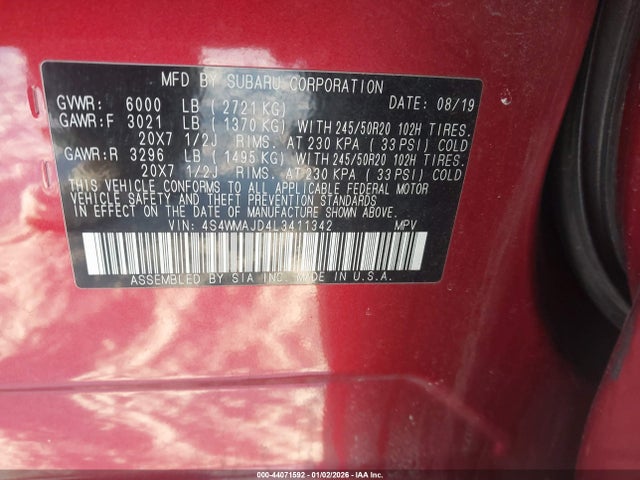 MFD BY SUBARU CORPORATION
GVWR: 6000 LB ( 2721 KG) DATE: 08/19
GAWR:F 3021 LB ( 1370 KG) WITH 245/50R20 102H TIRES.
20X7 1/2J RIMS. AT 230 KPA ( 33 PSI) COLD
GAWR:R 3296 LB ( 1495 KG) WITH 245/50R20 102H TIRES.
20X7 1/2J RIMS. AT 230 KPA ( 33 PSI) COLD
THIS VEHICLE CONFORMS TO ALL APPLICABLE FEDERAL MOTOR
VEHICLE SAFETY AND THEFT PREVENTION STANDARDS
IN EFFECT ON THE DATE OF MANUFACTURE SHOWN ABOVE.
VIN: 4S4WMAJD4L3411342 MPV
ASSEMBLED BY SIA INC. MADE IN U.S.A.
000-44071592 - 01/02/2026 - IAA Inc.